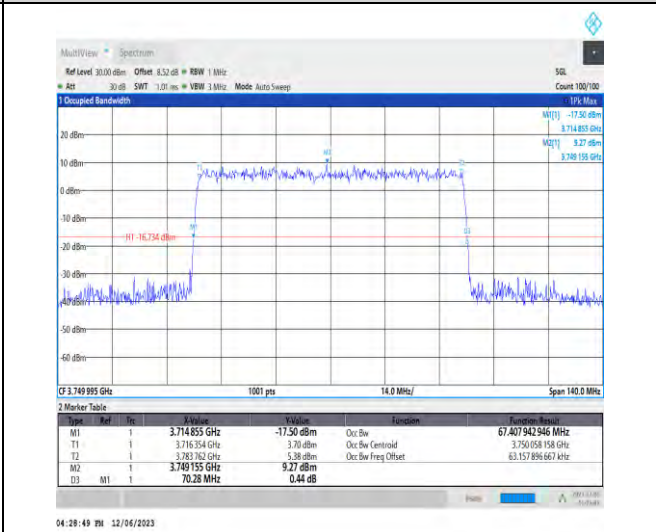 MultiView Spectrum
Ref Level 30.00 dBm Offset 8.52 dB RBW 1 MHz SGL
Att 30 dB SWT 1.01 ms VBW 3 MHz Mode Auto Sweep Count 100/100
1 Occupied Bandwidth 1Pk Max
M1[1] -17.50 dBm
3.714 855 GHz
M2[1] 9.27 dBm
3.749 155 GHz
20 dBm
10 dBm
0 dBm
-10 dBm
H1 -16.734 dBm
-20 dBm
-30 dBm
-40 dBm
-50 dBm
-60 dBm
M2
T1
M1
CF 3.749 995 GHz 1001 pts 14.0 MHz/ Span 140.0 MHz
2 Marker Table
Type Ref Trc X-Value Y-Value Function Function Result
M1 1 3.714 855 GHz -17.50 dBm Occ Bw 67.407 942 946 MHz
T1 1 3.716 354 GHz 3.70 dBm Occ Bw Centroid 3.750 058 158 GHz
T2 1 3.783 762 GHz 5.38 dBm Occ Bw Freq Offset 63.157 896 667 kHz
M2 1 3.749 155 GHz 9.27 dBm
D3 M1 1 70.28 MHz 0.44 dB
04:28:49 PM 12/06/2023